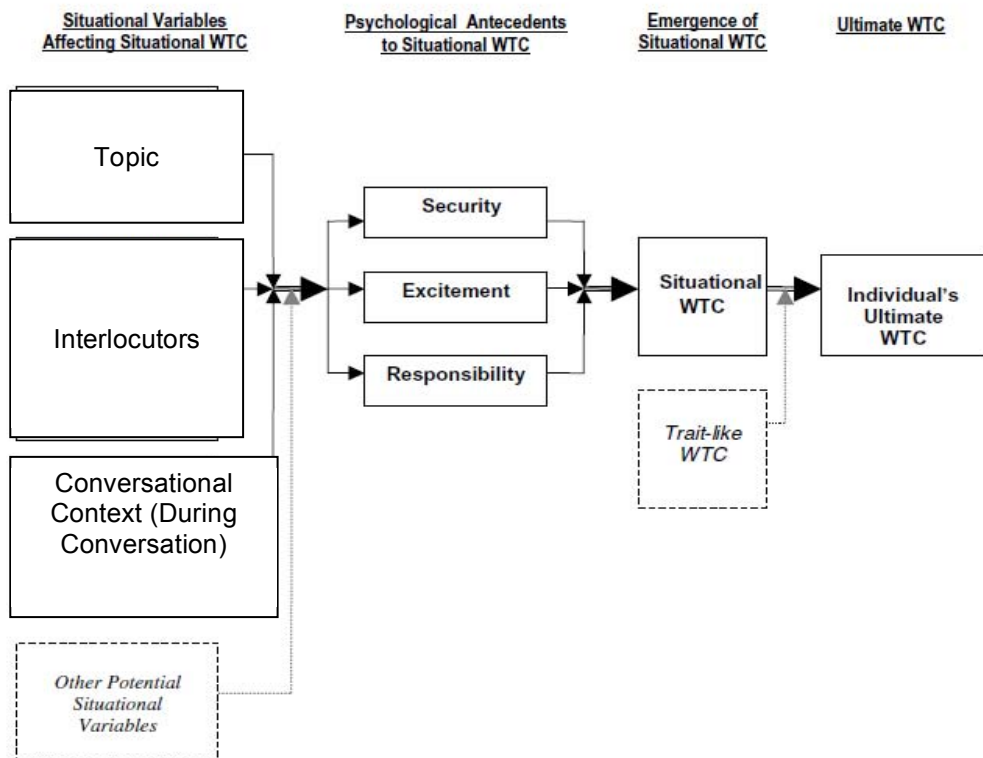 Situational Variables
Affecting Situational WTC
Psychological Antecedents
to Situational WTC
Emergence of
Situational WTC
Ultimate WTC
Topic
Interlocutors
Conversational
Context (During
Conversation)
Other Potential
Situational
Variables
Security
Excitement
Responsibility
Situational
WTC
Trait-like
WTC
Individual's
Ultimate
WTC